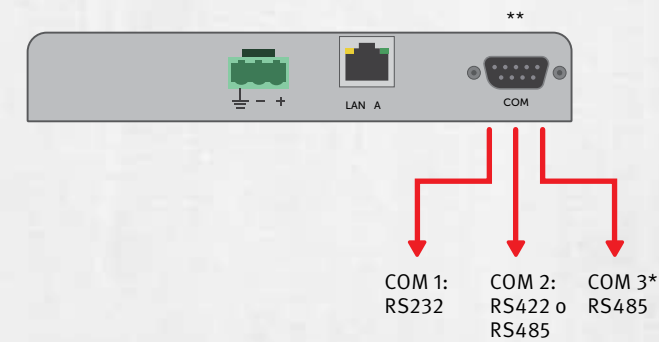 **
LAN A
COM
- +
COM 1:
RS232
COM 2:
RS422 o
RS485
COM 3*
RS485